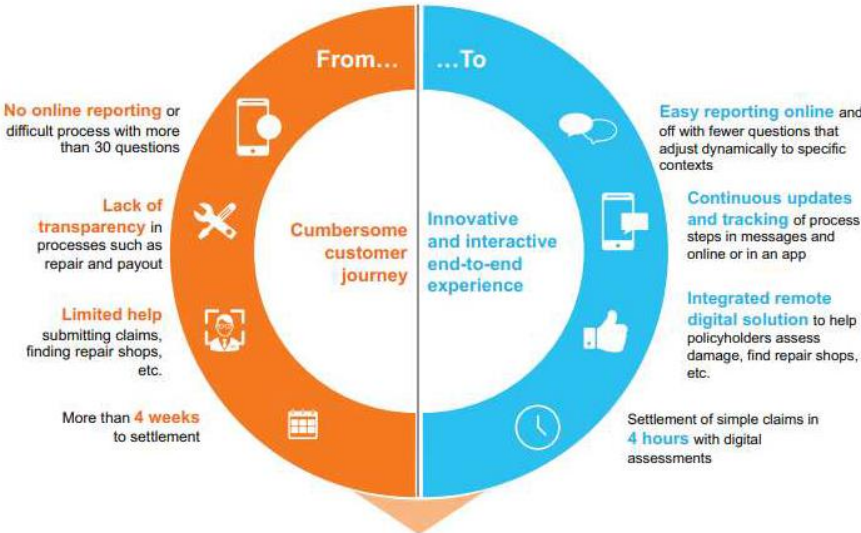 From...
...To
No online reporting or
difficult process with more
than 30 questions
Lack of
transparency in
processes such as
repair and payout
Limited help
submitting claims,
finding repair shops,
etc.
More than 4 weeks
to settlement
Cumbersome
customer
journey
Innovative
and interactive
end-to-end
experience
Easy reporting online and
off with fewer questions that
adjust dynamically to specific
contexts
Continuous updates
and tracking of process
steps in messages and
online or in an app
Integrated remote
digital solution to help
policyholders assess
damage, find repair shops,
etc.
Settlement of simple claims in
4 hours with digital
assessments